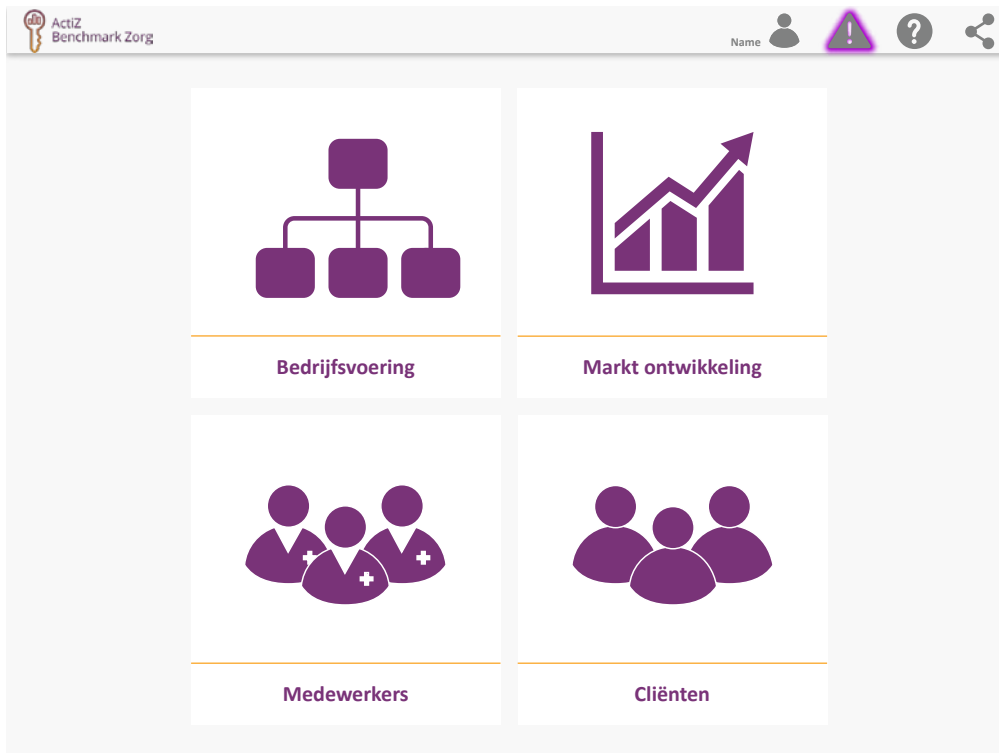 ActiZ
Benchmark Zorg
Name
Bedrijfsvoering
Markt ontwikkeling
Medewerkers
Cliënten